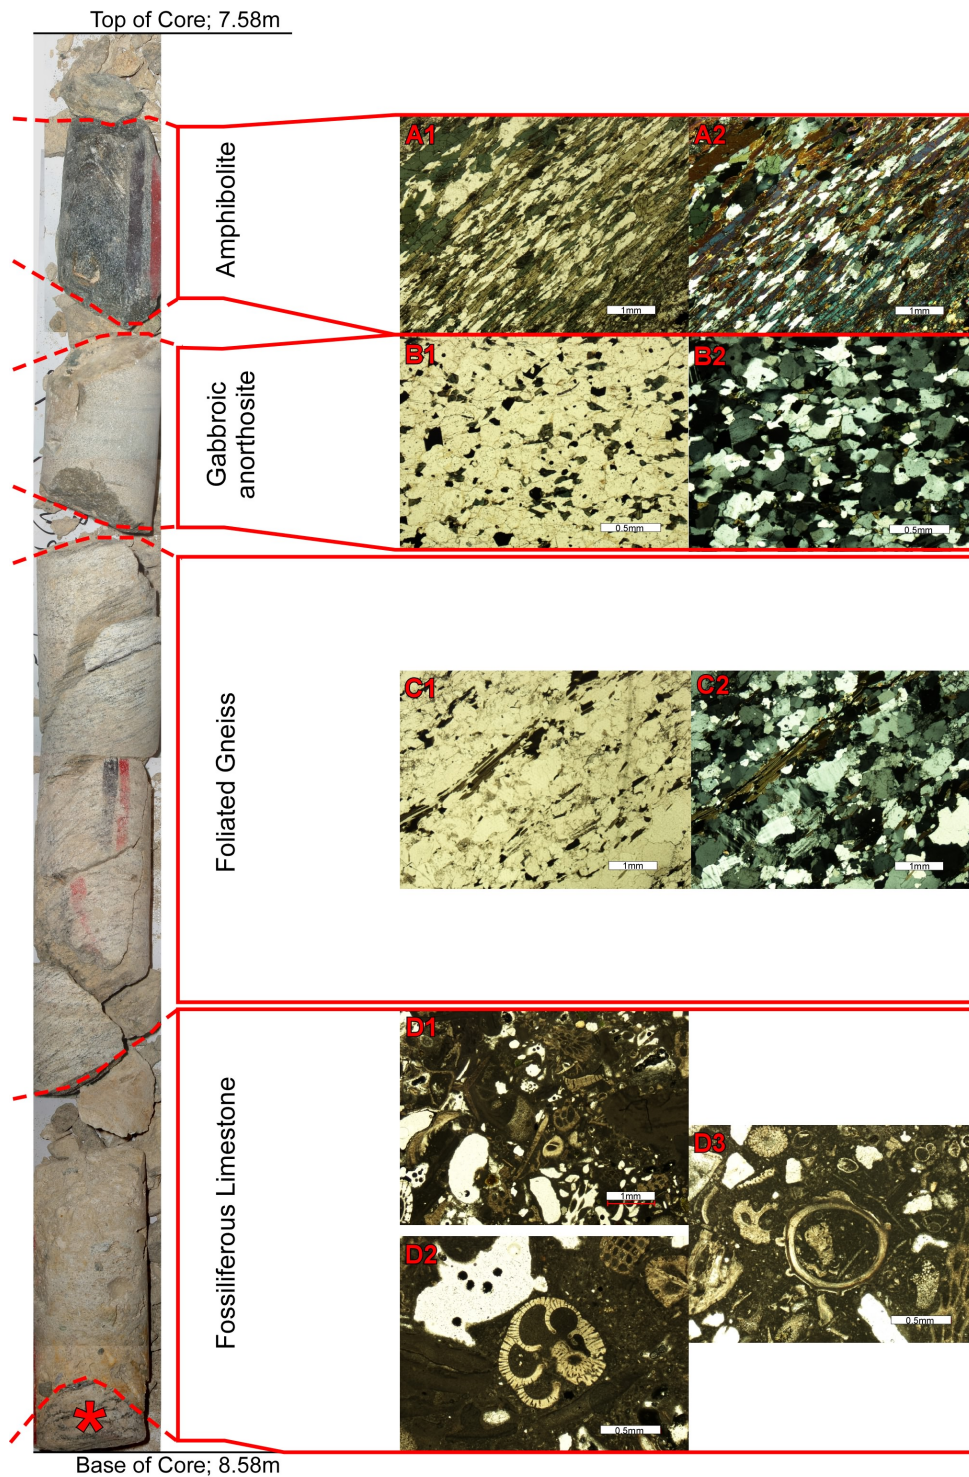 Top of Core; 7.58m
Amphibolite
A1
A2
1mm
1mm
Gabbroic
anorthosite
B1
B2
0.5mm
0.5mm
Foliated Gneiss
C1
C2
1mm
1mm
Fossiliferous Limestone
D1
1mm
D2
0.5mm
D3
0.5mm
*
Base of Core; 8.58m